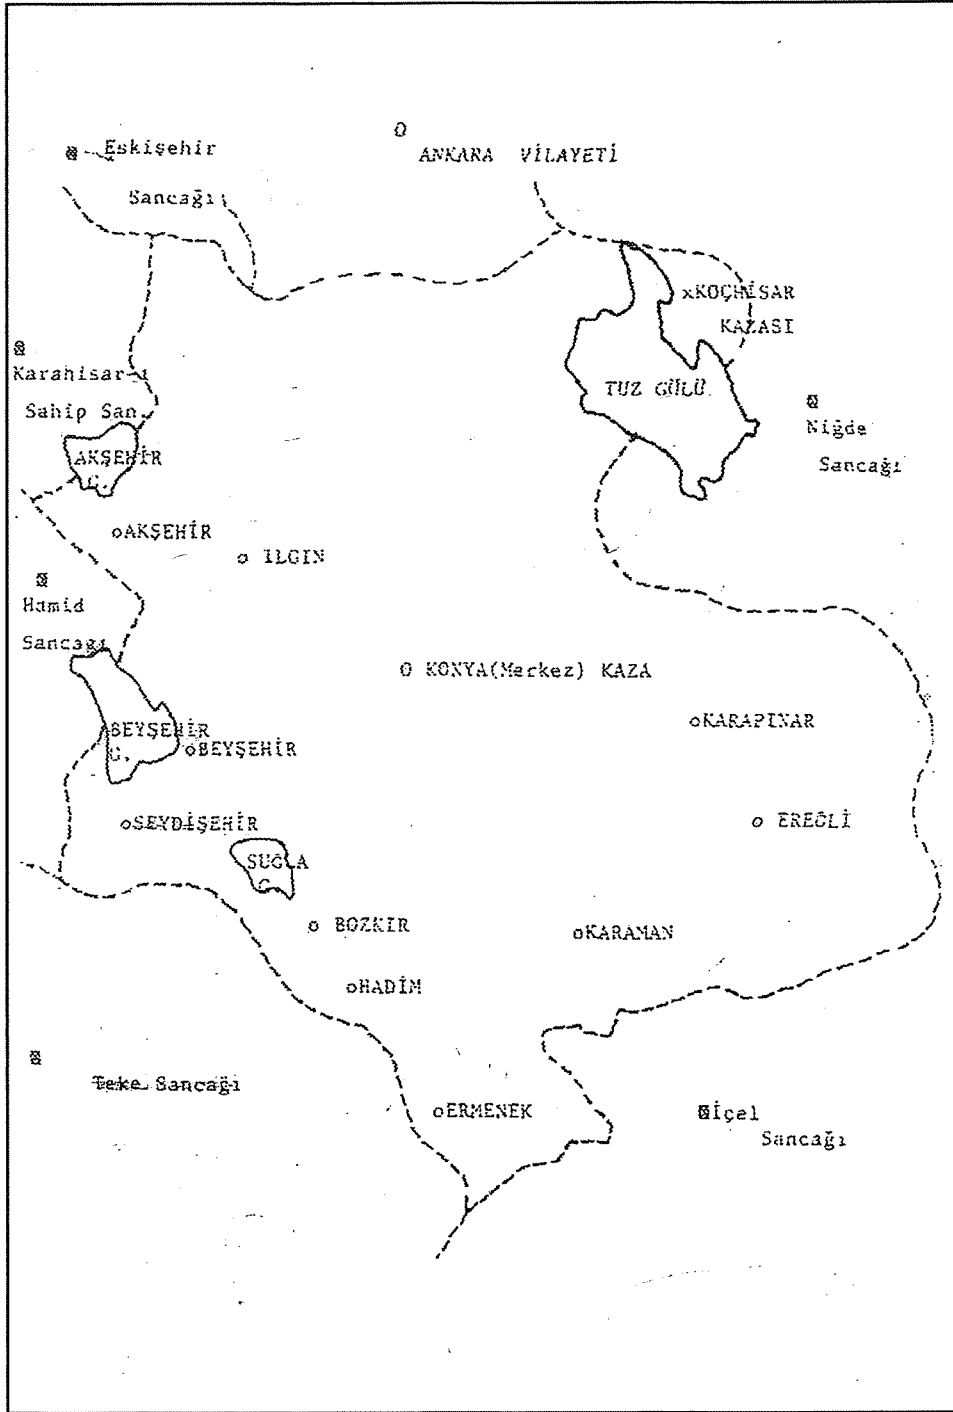 Eskişehir
Sancağı
ANKARA VİLAYETİ
xKOÇHİSAR
KAZASI
Karahisar-ı
Sahip San.
TUZ GÜLÜ
Niğde
Sancağı
AKŞEHİR
G.
oAKŞEHİR
o ILGIN
Hamid
Sancağı
O KONYA(Merkez) KAZA
oKARAPINAR
BEYŞEHİR
G.
oBEYŞEHİR
oSEYDİŞEHİR
o EREĞLİ
SUĞLA
G.
o BOZKIR
oKARAMAN
oHADİM
Teke Sancağı
oERMENEK
İçel
Sancağı